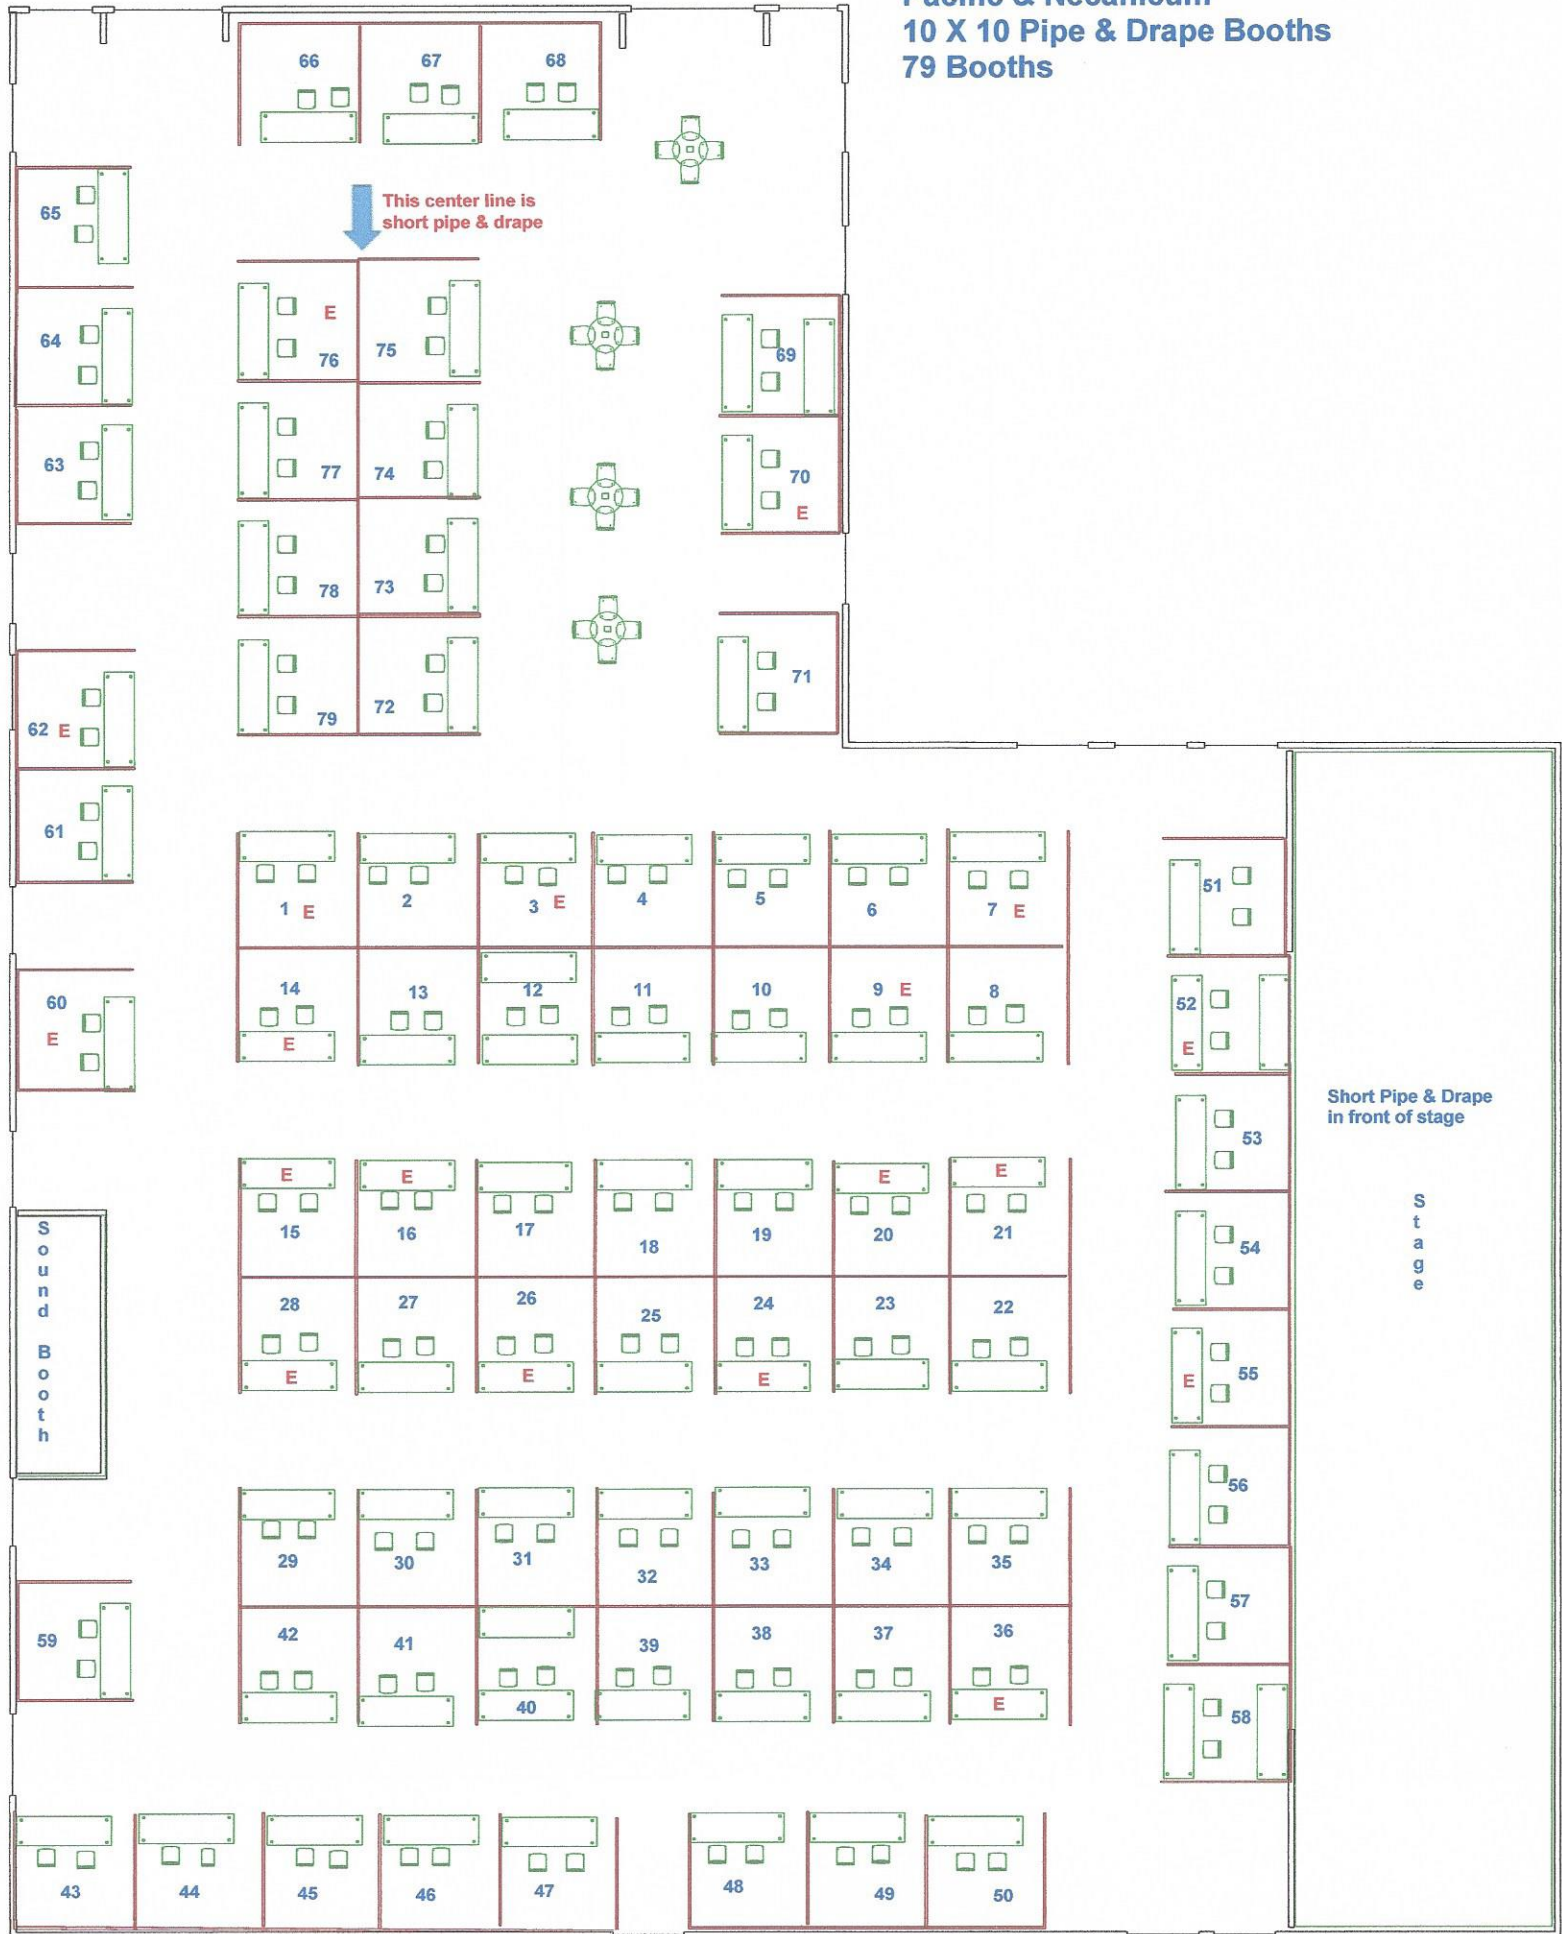 10 X 10 Pipe & Drape Booths
79 Booths
66 67 68
65
This center line is
short pipe & drape
64
E
76 75
69
63
77 74
70
E
78 73
62 E
79 72
71
61
1 E 2 3 E 4 5 6 7 E
51
60
E
14 13 12 11 10 9 E 8
E
52
E
Short Pipe & Drape
in front of stage
53
E E E E
15 16 17 18 19 20 21
54
Stage
Sound Booth
28 27 26 25 24 23 22
E E E
55
E
56
29 30 31 32 33 34 35
57
59
42 41 40 39 38 37 36
E
58
43 44 45 46 47 48 49 50